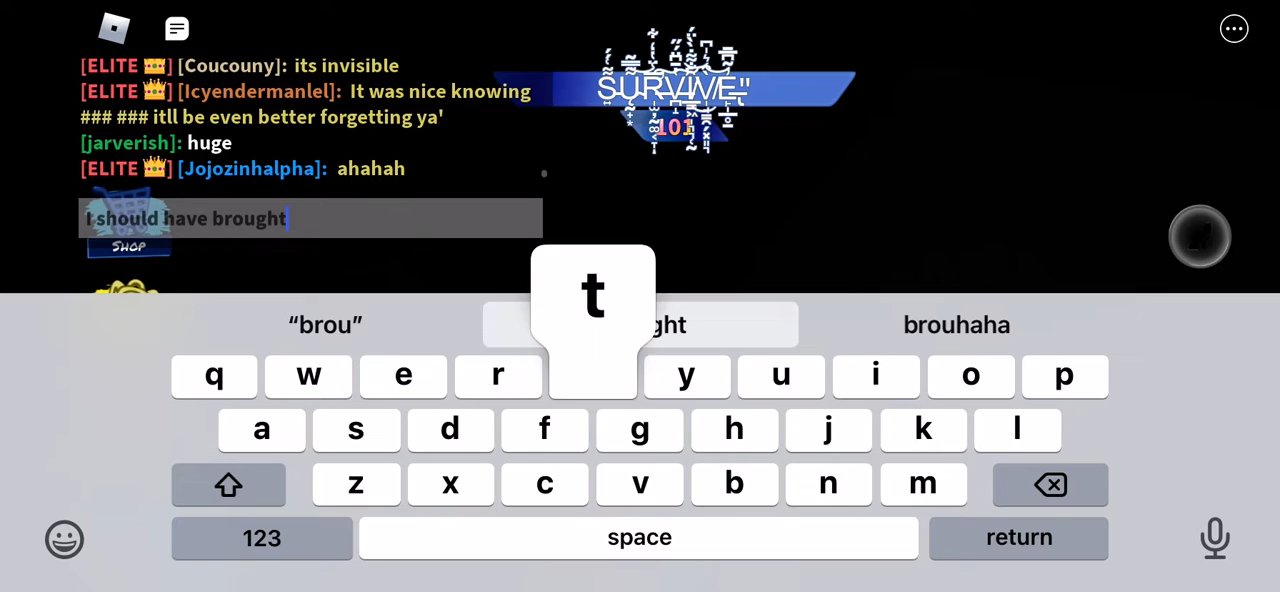 [ELITE 👑] [Coucouny]: its invisible
[ELITE 👑] [Icyendermanlel]: It was nice knowing
### ### itll be even better forgetting ya'
[jarverish]: huge
[ELITE 👑] [Jojozinhalpha]: ahahah
SURVIVE"
101
I should have brought
SHOP
t
“brou” ght brouhaha
q w e r y u i o p
a s d f g h j k l
z x c v b n m
123 space return